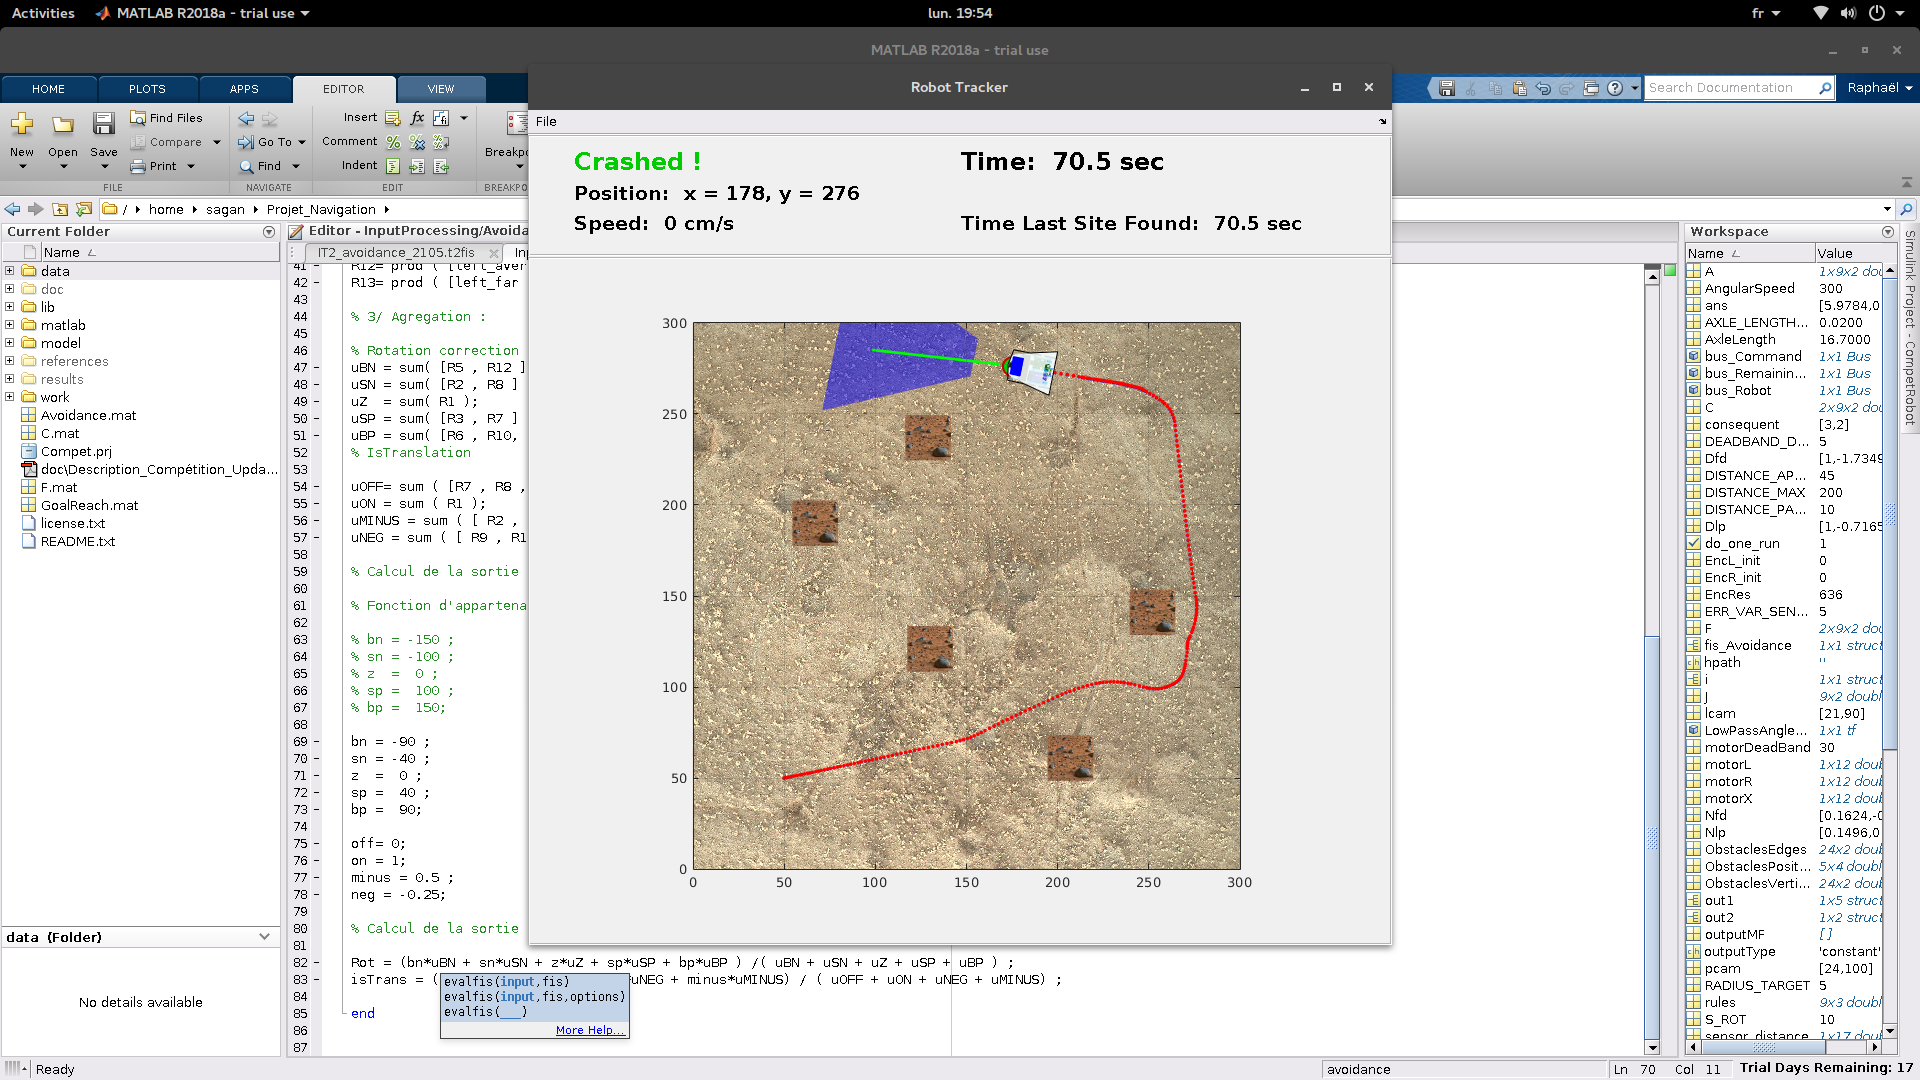 Activities MATLAB R2018a - trial use lun. 19:54 fr
MATLAB R2018a - trial use
Robot Tracker
HOME PLOTS APPS EDITOR VIEW Search Documentation Raphaël
New Open Save Find Files Compare Print
Insert Comment Indent
Go To Find
FILE NAVIGATE EDIT
File
Crashed !
Time: 70.5 sec
Position: x = 178, y = 276
Speed: 0 cm/s
Time Last Site Found: 70.5 sec
/ home sagan Projet_Navigation
Current Folder
Name
data
doc
lib
matlab
model
references
results
work
Avoidance.mat
C.mat
Compet.prj
doc\Description_Compétition_Upda...
F.mat
GoalReach.mat
license.txt
README.txt
data (Folder)
No details available
IT2_avoidance_2105.t2fis
42 R13= prod ( [left_far
43
44 % 3/ Agregation :
45
46 % Rotation correction
47 uBN = sum( [R5 , R12 ]
48 uSN = sum( [R2 , R8 ]
49 uZ = sum( R1 );
50 uSP = sum( [R3 , R7 ]
51 uBP = sum( [R6 , R10,
52 % IsTranslation
53
54 uOFF= sum ( [R7 , R8 ,
55 uON = sum ( R1 );
56 uMINUS = sum ( [ R2 ,
57 uNEG = sum ( [ R9 , R1
58
59 % Calcul de la sortie
60
61 % Fonction d'appartena
62
63 % bn = -150 ;
64 % sn = -100 ;
65 % z = 0 ;
66 % sp = 100 ;
67 % bp = 150;
68
69 bn = -90 ;
70 sn = -40 ;
71 z = 0 ;
72 sp = 40 ;
73 bp = 90;
74
75 off= 0;
76 on = 1;
77 minus = 0.5 ;
78 neg = -0.25;
79
80 % Calcul de la sortie
81
82 Rot = (bn*uBN + sn*uSN + z*uZ + sp*uSP + bp*uBP ) /( uBN + uSN + uZ + uSP + uBP ) ;
83 isTrans = ( uNEG + minus*uMINUS) / ( uOFF + uON + uNEG + uMINUS) ;
84
85 end
86
87
evalfis(input,fis)
evalfis(input,fis,options)
evalfis(___)
More Help...
300
250
200
150
100
50
0
0 50 100 150 200 250 300
Workspace
Name Value
A 1x9x2 dou
AngularSpeed 300
ans [5.9784,0
AXLE_LENGTH... 0.0200
AxleLength 16.7000
bus_Command 1x1 Bus
bus_Remainin... 1x1 Bus
bus_Robot 1x1 Bus
C 2x9x2 dou
consequent [3,2]
DEADBAND_D... 5
Dfd [1,-1.7349
DISTANCE_AP... 45
DISTANCE_MAX 200
DISTANCE_PA... 10
Dlp [1,-0.7165
do_one_run 1
EncL_init 0
EncR_init 0
EncRes 636
ERR_VAR_SEN... 5
F 2x9x2 dou
fis_Avoidance 1x1 struct
hpath ''
i 1x1 struct
J 9x2 doubl
lcam [21,90]
LowPassAngle... 1x1 tf
motorDeadBand 30
motorL 1x12 doub
motorR 1x12 doub
motorX 1x12 doub
Nfd [0.1624,-0
Nlp [0.1496,0
ObstaclesEdges 24x2 doub
ObstaclesPosit... 5x4 doubl
ObstaclesVerti... 24x2 doub
out1 1x5 struct
out2 1x2 struct
outputMF []
outputType 'constant'
pcam [24,100]
RADIUS_TARGET 5
rules 9x3 doubl
S_ROT 10
sensor_distance 1x17 doub
Simulink Project - CompetRobot
Ready avoidance Ln 70 Col 11 Trial Days Remaining: 17